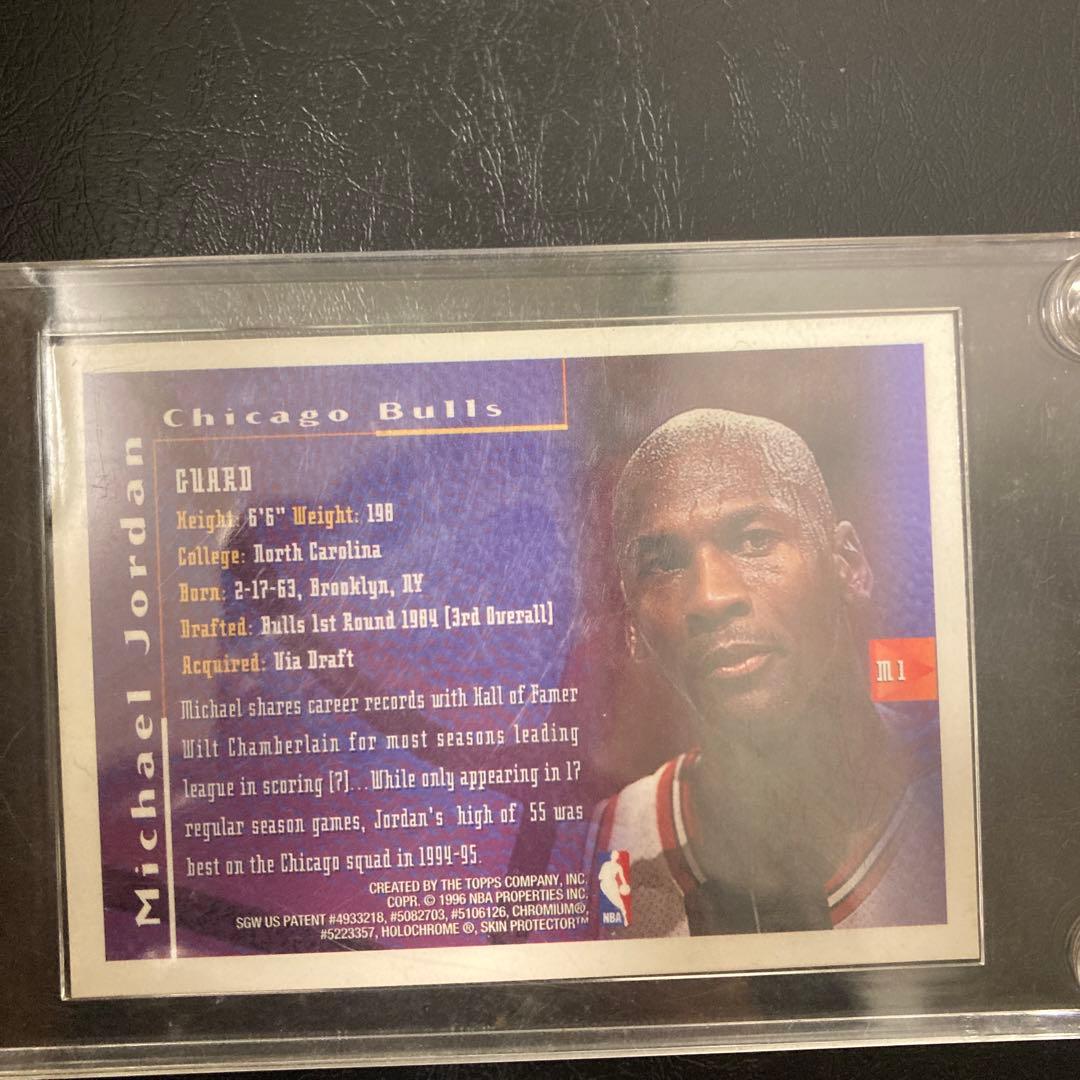 Chicago Bulls
Michael Jordan
GUARD
Height: 6'6" Weight: 198
College: North Carolina
Born: 2-17-63, Brooklyn, NY
Drafted: Bulls 1st Round 1984 (3rd Overall)
Acquired: Via Draft
Michael shares career records with Hall of Famer
Wilt Chamberlain for most seasons leading
league in scoring (7)... While only appearing in 17
regular season games, Jordan's high of 55 was
best on the Chicago squad in 1994-95.
M 1
CREATED BY THE TOPPS COMPANY, INC.
COPR. © 1996 NBA PROPERTIES INC.
SGW US PATENT #4933218, #5082703, #5106126, CHROMIUM®,
#5223357, HOLOCHROME ®, SKIN PROTECTOR™
NBA